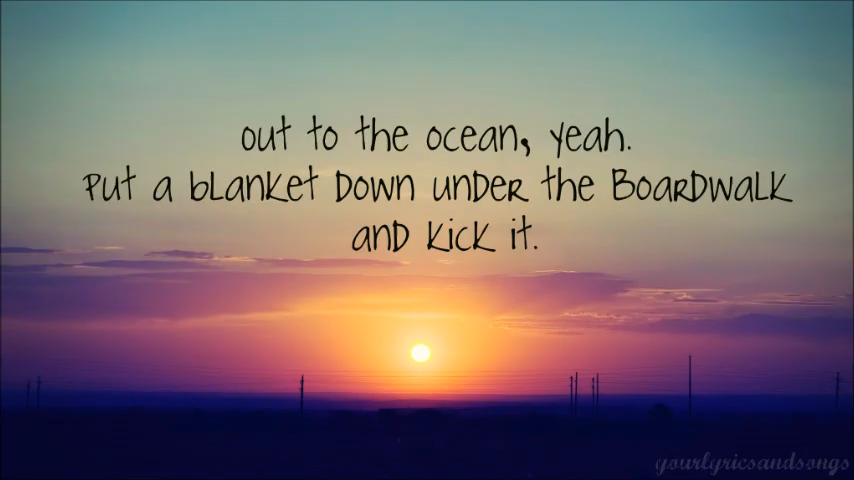 out to the ocean, yeah.
Put a blanket down under the boardwalk
and kick it.
yourlyricsandsongs